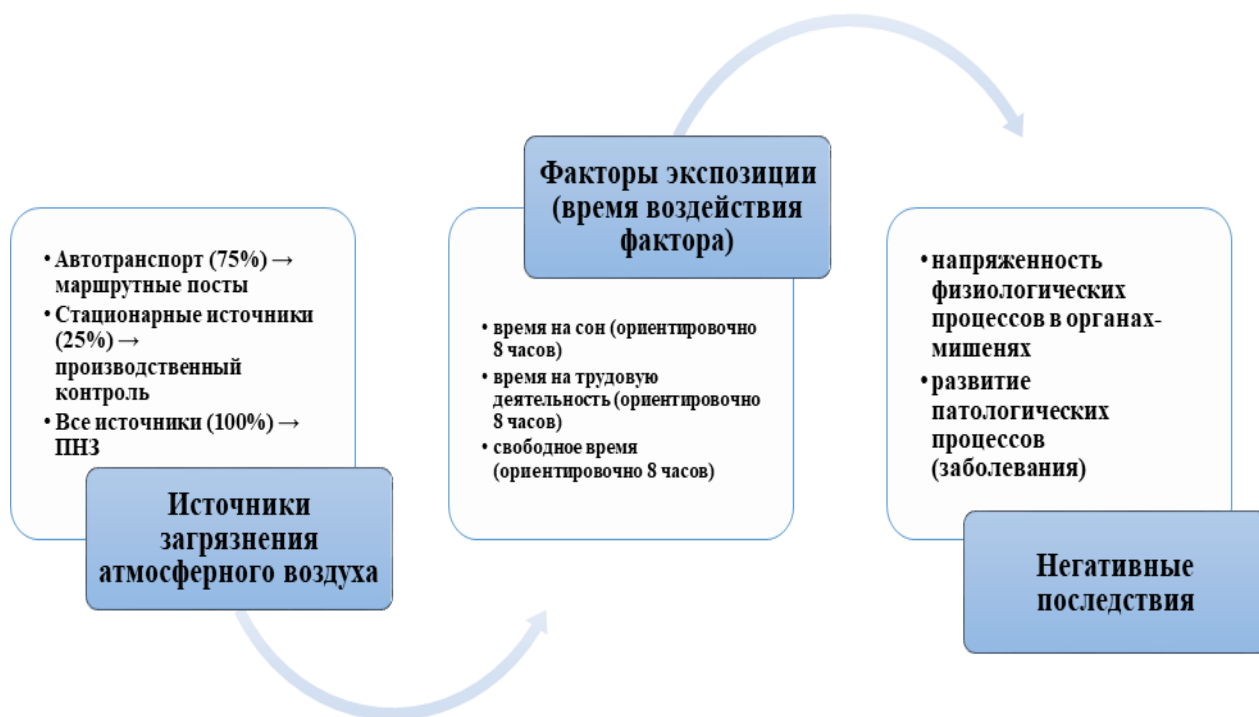 • Автотранспорт (75%) →
маршрутные посты
• Стационарные источники
(25%) →
производственный
контроль
• Все источники (100%) →
ПНЗ
Источники
загрязнения
атмосферного воздуха
Факторы экспозиции
(время воздействия
фактора)
• время на сон (ориентировочно
8 часов)
• время на трудовую
деятельность (ориентировочно
8 часов)
• свободное время
(ориентировочно 8 часов)
• напряженность
физиологических
процессов в органах-
мишенях
• развитие
патологических
процессов
(заболевания)
Негативные
последствия